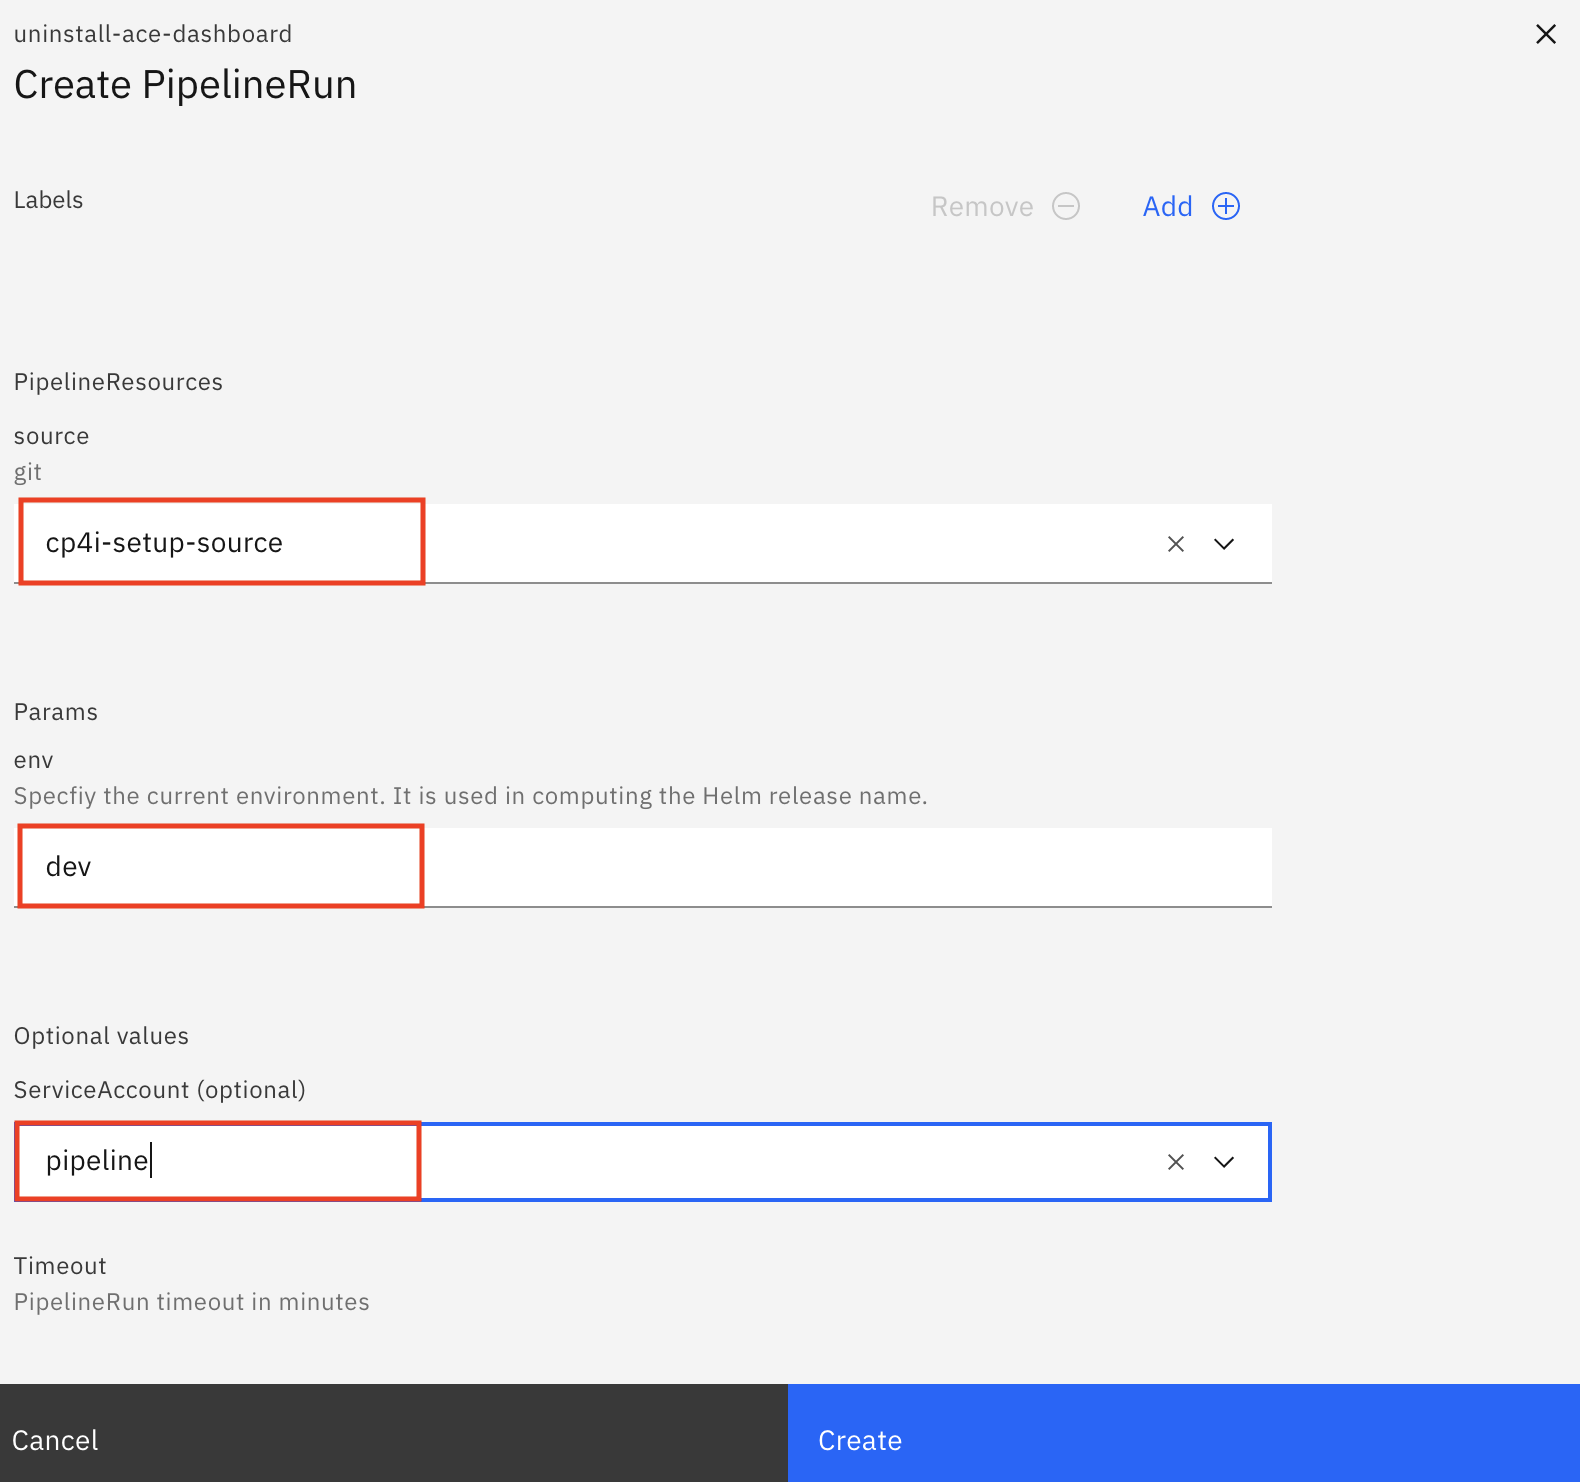 uninstall-ace-dashboard
Create PipelineRun
Labels
Remove
Add
PipelineResources
source
git
cp4i-setup-source
Params
env
Specfiy the current environment. It is used in computing the Helm release name.
dev
Optional values
ServiceAccount (optional)
pipeline
Timeout
PipelineRun timeout in minutes
Cancel
Create